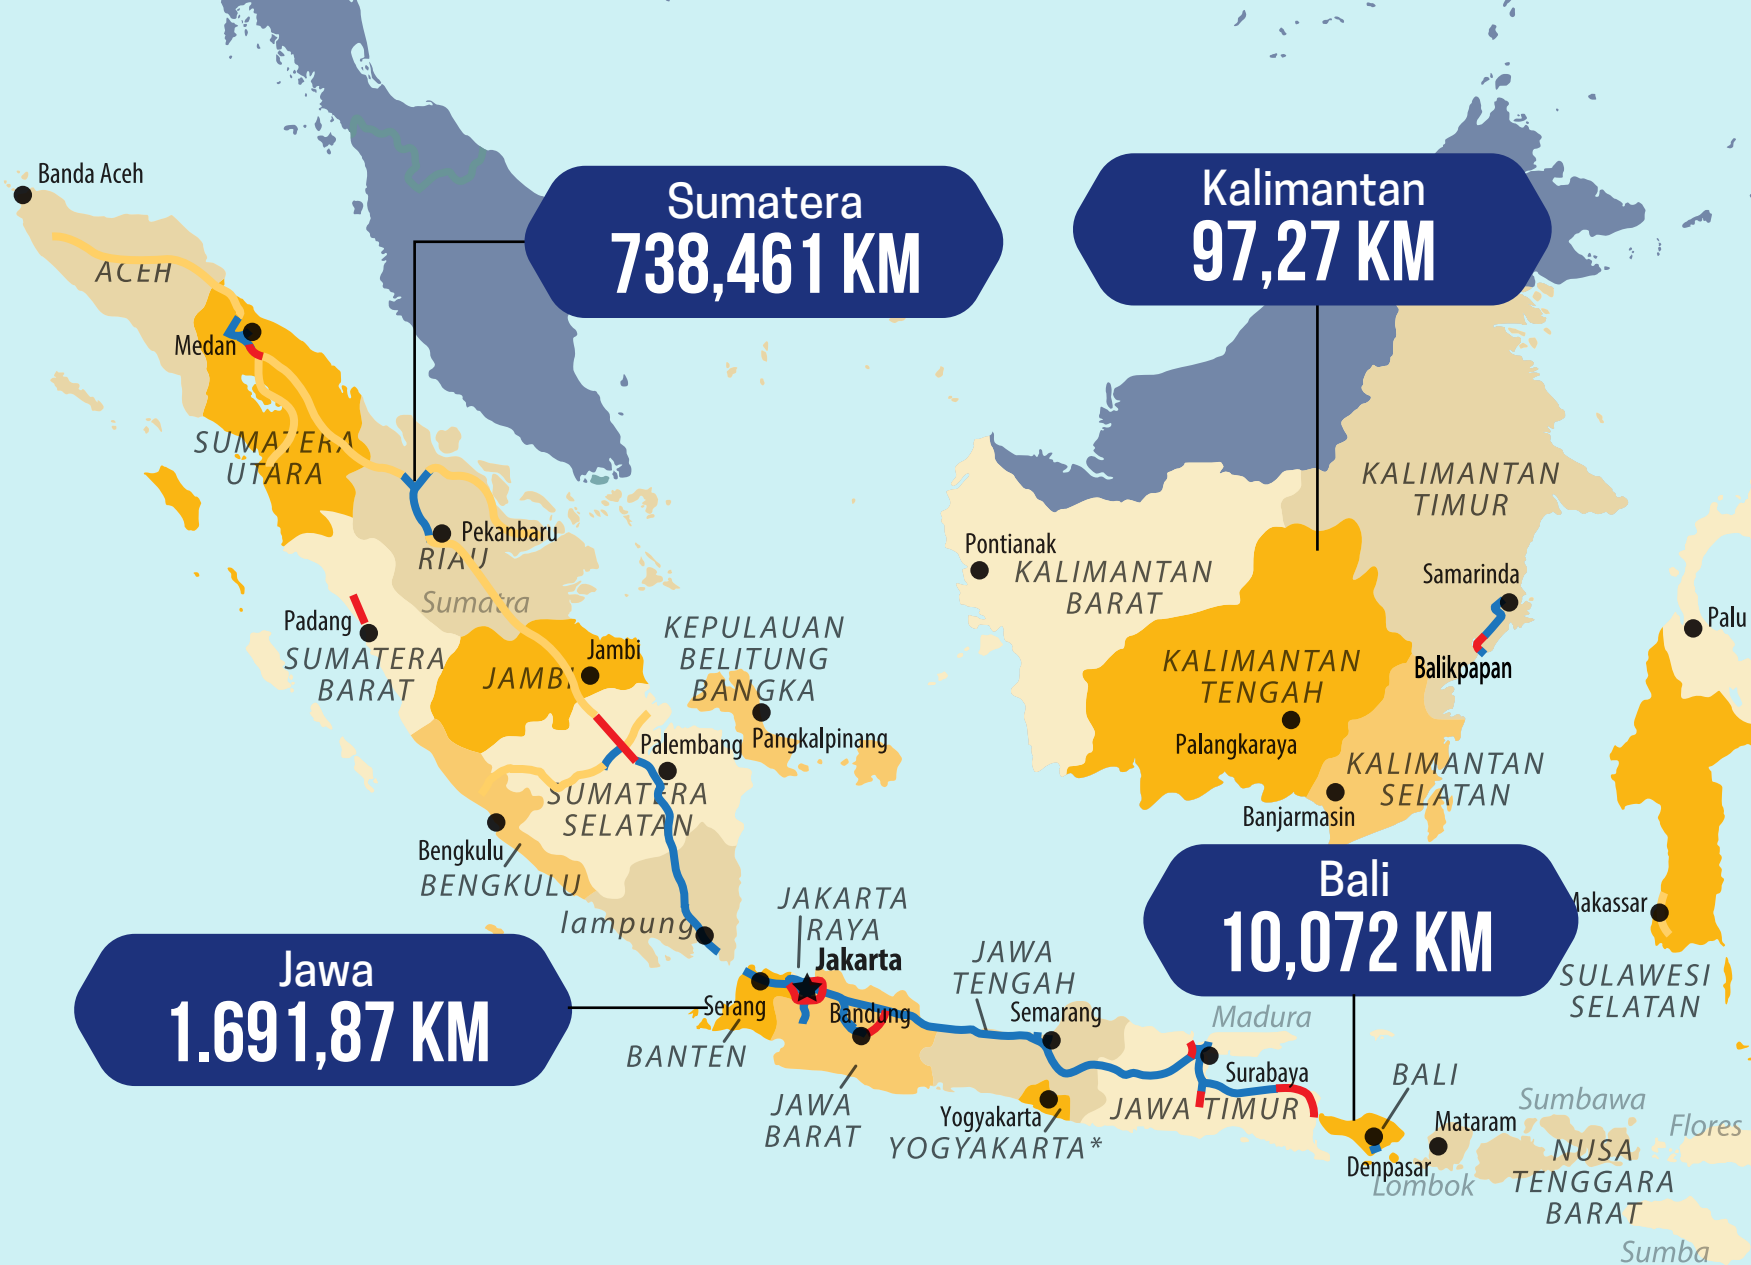 Banda Aceh
ACEH
Medan
SUMATERA
UTARA
Sumatera
738,461 KM
Kalimantan
97,27 KM
Pekanbaru
RIAU
Sumatra
Padang
SUMATERA
BARAT
JAMBI
Jambi
KEPULAUAN
BELITUNG
BANGKA
Pangkalpinang
Palembang
SUMATERA
SELATAN
Bengkulu
BENGKULU
lampung
Pontianak
KALIMANTAN
BARAT
KALIMANTAN
TIMUR
Samarinda
Balikpapan
KALIMANTAN
TENGAH
Palangkaraya
KALIMANTAN
SELATAN
Banjarmasin
Palu
Makassar
SULAWESI
SELATAN
Jawa
1.691,87 KM
Bali
10,072 KM
JAKARTA
RAYA
Jakarta
Serang
BANTEN
Bandung
JAWA
BARAT
JAWA
TENGAH
Semarang
Yogyakarta
YOGYAKARTA*
Madura
Surabaya
JAWA TIMUR
BALI
Denpasar
Mataram
Lombok
Sumbawa
NUSA
TENGGARA
BARAT
Flores
Sumba